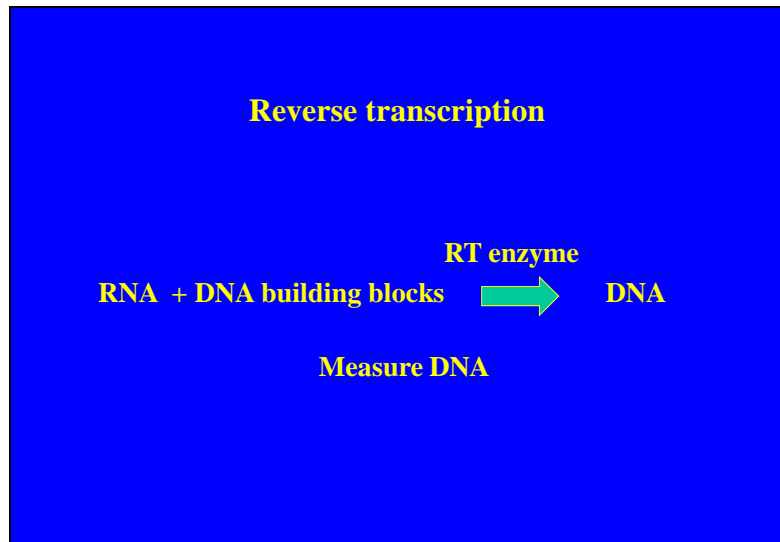 Reverse transcription
RT enzyme
RNA + DNA building blocks DNA
Measure DNA